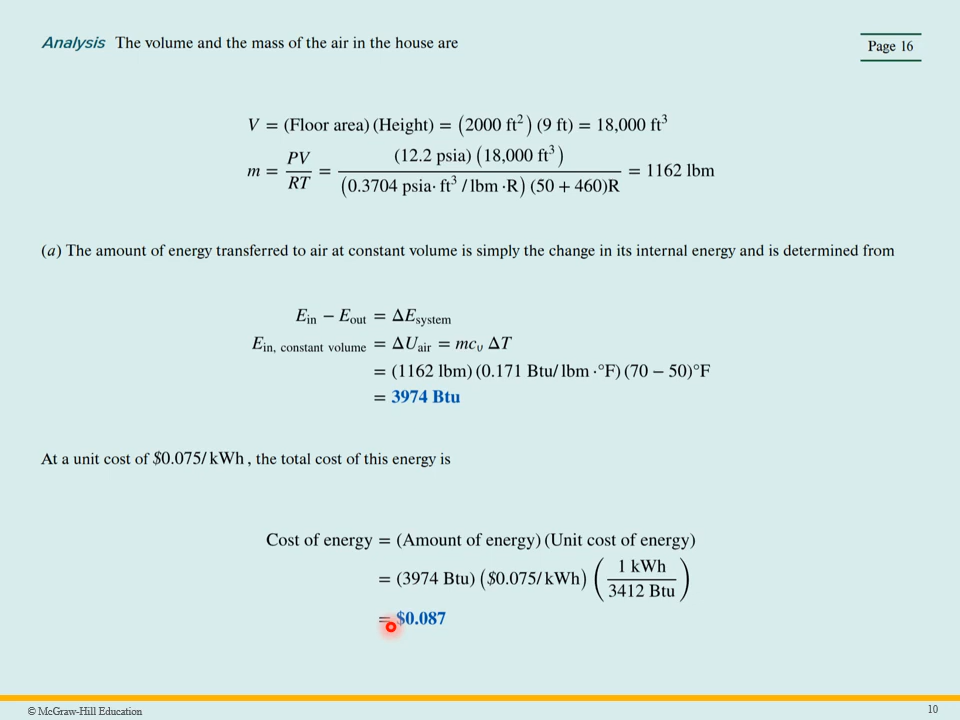 Analysis The volume and the mass of the air in the house are
Page 16
V = (Floor area) (Height) = (2000 ft²) (9 ft) = 18,000 ft³
m = PV/RT = (12.2 psia) (18,000 ft³) / (0.3704 psia· ft³ / lbm ·R) (50 + 460)R = 1162 lbm
(a) The amount of energy transferred to air at constant volume is simply the change in its internal energy and is determined from
E_in − E_out = ΔE_system
E_in, constant volume = ΔU_air = mc_υ ΔT
= (1162 lbm) (0.171 Btu/ lbm ·°F) (70 − 50)°F
= 3974 Btu
At a unit cost of $0.075/ kWh , the total cost of this energy is
Cost of energy = (Amount of energy) (Unit cost of energy)
= (3974 Btu) ($0.075/ kWh) (1 kWh / 3412 Btu)
= $0.087
© McGraw-Hill Education
10